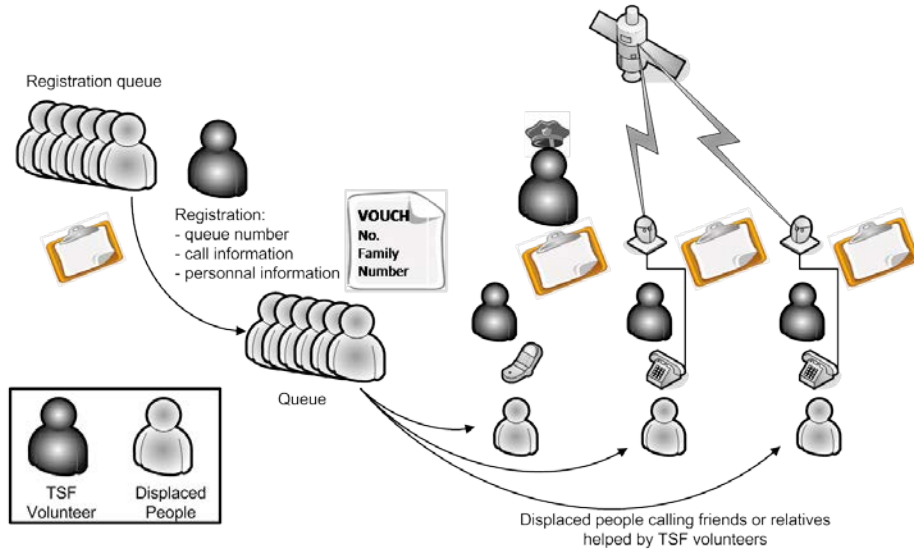 Registration queue
Registration:
- queue number
- call information
- personnal information
VOUCH
No.
Family
Number
Queue
TSF
Volunteer
Displaced
People
Displaced people calling friends or relatives
helped by TSF volunteers